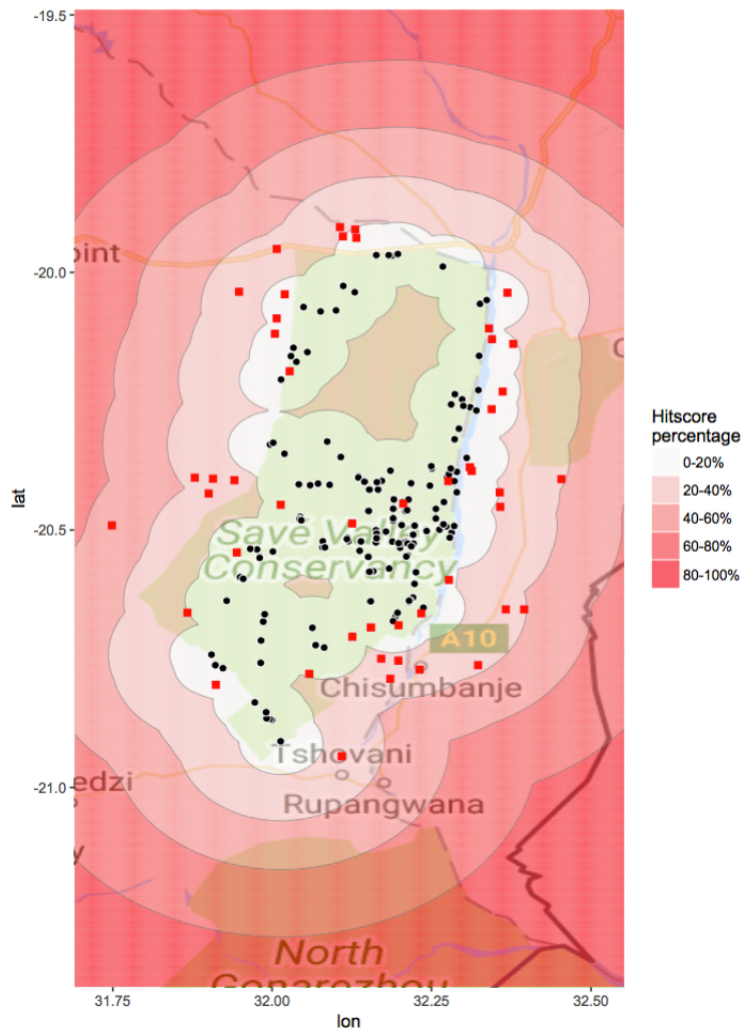 -19.5
-20.0
-20.5
-21.0
lat
31.75
32.00
32.25
32.50
lon
oint
Save Valley
Conservancy
A10
Chisumbanje
Tshovani
edzi
Rupangwana
y
North
Gonarezhou
Hitscore
percentage
0-20%
20-40%
40-60%
60-80%
80-100%